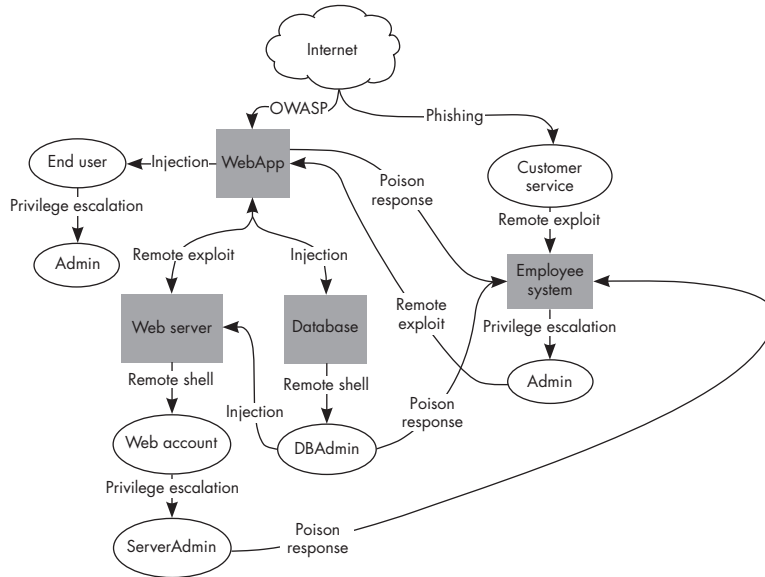 Internet
OWASP
Phishing
End user
Injection
WebApp
Poison
response
Customer
service
Privilege escalation
Remote exploit
Admin
Remote exploit
Injection
Employee
system
Web server
Database
Remote
exploit
Privilege escalation
Remote shell
Remote shell
Admin
Injection
Poison
response
Web account
DBAdmin
Privilege escalation
ServerAdmin
Poison
response